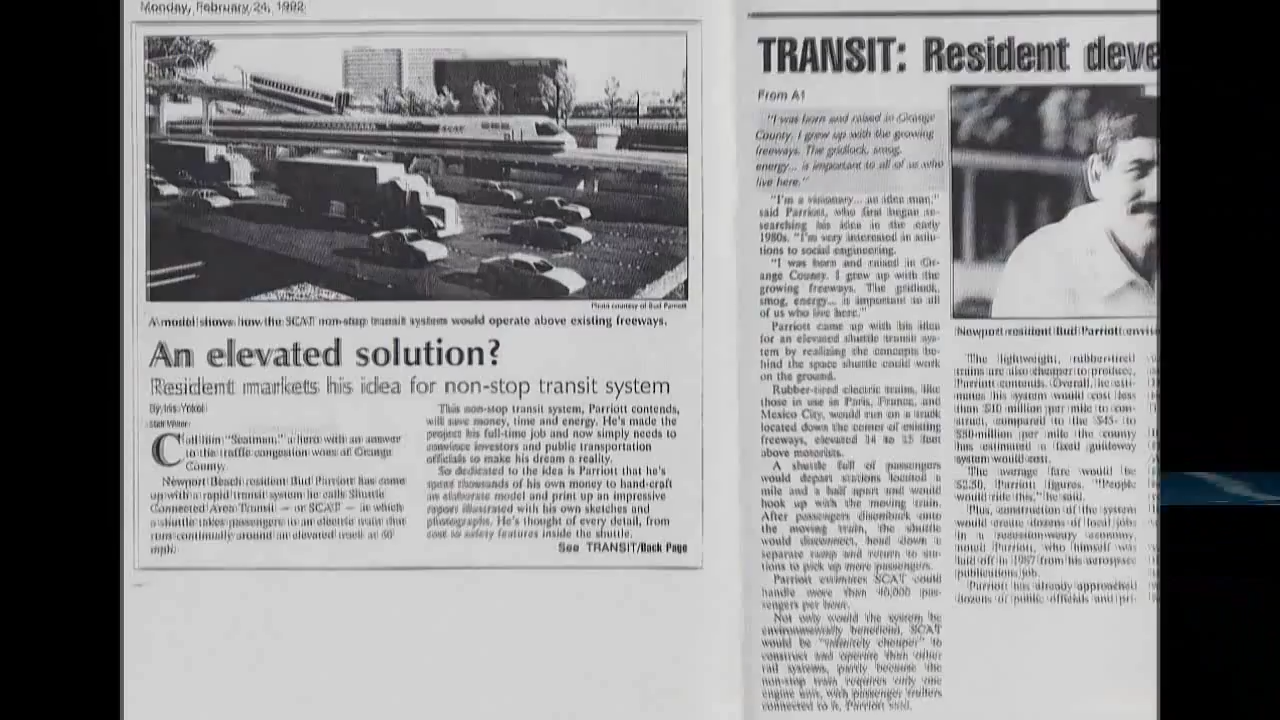 Monday, February 24, 1992
Photo courtesy of Bud Parriott
A model shows how the SCAT non-stop transit system would operate above existing freeways.
An elevated solution?
Resident markets his idea for non-stop transit system
By Iris Yokoi
Staff Writer
Call him "Scatman," a hero with an answer
to the traffic congestion woes of Orange
County.
Newport Beach resident Bud Parriott has come
up with a rapid transit system he calls Shuttle
Connected Area Transit — or SCAT — in which
a shuttle takes passengers to an electric train that
runs continually around an elevated track at 60
mph.
This non-stop transit system, Parriott contends,
will save money, time and energy. He's made the
project his full-time job and now simply needs to
convince investors and public transportation
officials to make his dream a reality.
So dedicated to the idea is Parriott that he's
spent thousands of his own money to hand-craft
an elaborate model and print up an impressive
report illustrated with his own sketches and
photographs. He's thought of every detail, from
cost to safety features inside the shuttle.
See TRANSIT/Back Page
TRANSIT: Resident deve
From A1
"I was born and raised in Orange
County. I grew up with the growing
freeways. The gridlock, smog,
energy... is important to all of us who
live here."
"I'm a visionary... an idea man,"
said Parriott, who first began re-
searching his idea in the early
1980s. "I'm very interested in solu-
tions to social engineering.
"I was born and raised in Or-
ange County. I grew up with the
growing freeways. The gridlock,
smog, energy... is important to all
of us who live here."
Parriott came up with his idea
for an elevated shuttle transit sys-
tem by realizing the concepts be-
hind the space shuttle could work
on the ground.
Rubber-tired electric trains, like
those in use in Paris, France, and
Mexico City, would run on a track
located down the center of existing
freeways, elevated 14 to 15 feet
above motorists.
A shuttle full of passengers
would depart stations located a
mile and a half apart and would
hook up with the moving train.
After passengers disembark onto
the moving train, the shuttle
would disconnect, head down a
separate ramp and return to sta-
tions to pick up more passengers.
Parriott estimates SCAT could
handle more than 40,000 pas-
sengers per hour.
Not only would the system be
environmentally beneficial, SCAT
would be "infinitely cheaper" to
construct and operate than other
rail systems, partly because the
non-stop train requires only one
engine unit, with passenger trailers
connected to it, Parriott said.
Newport resident Bud Parriott envis
The lightweight, rubber-tired
trains are also cheaper to produce,
Parriott contends. Overall, he esti-
mates his system would cost less
than $10 million per mile to con-
struct, compared to the $45- to
$50-million per mile the county
has estimated a fixed guideway
system would cost.
The average fare would be
$2.50, Parriott figures. "People
would ride this," he said.
Plus, construction of the system
would create dozens of local jobs
in a recession-weary economy,
noted Parriott, who himself was
laid off in 1987 from his aerospace
publications job.
Parriott has already approached
dozens of public officials and pri-